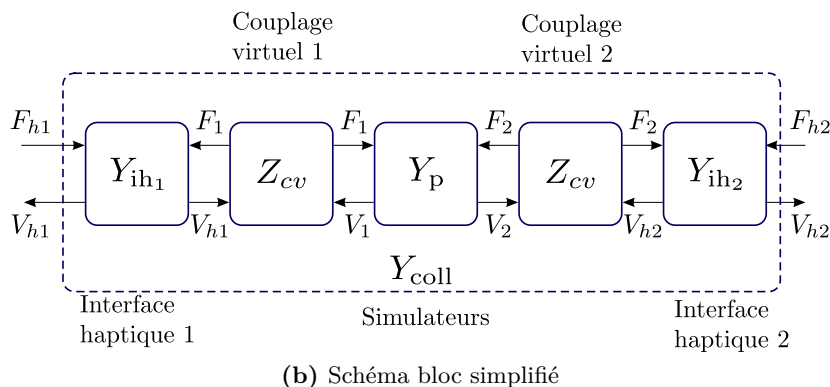 Couplage
virtuel 1
Couplage
virtuel 2
F_{h1} F_1 F_1 F_2 F_2 F_{h2}
Y_{ih_1} Z_{cv} Y_p Z_{cv} Y_{ih_2}
V_{h1} V_{h1} V_1 V_2 V_{h2} V_{h2}
Y_{coll}
Interface
haptique 1
Simulateurs
Interface
haptique 2
(b) Schéma bloc simplifié